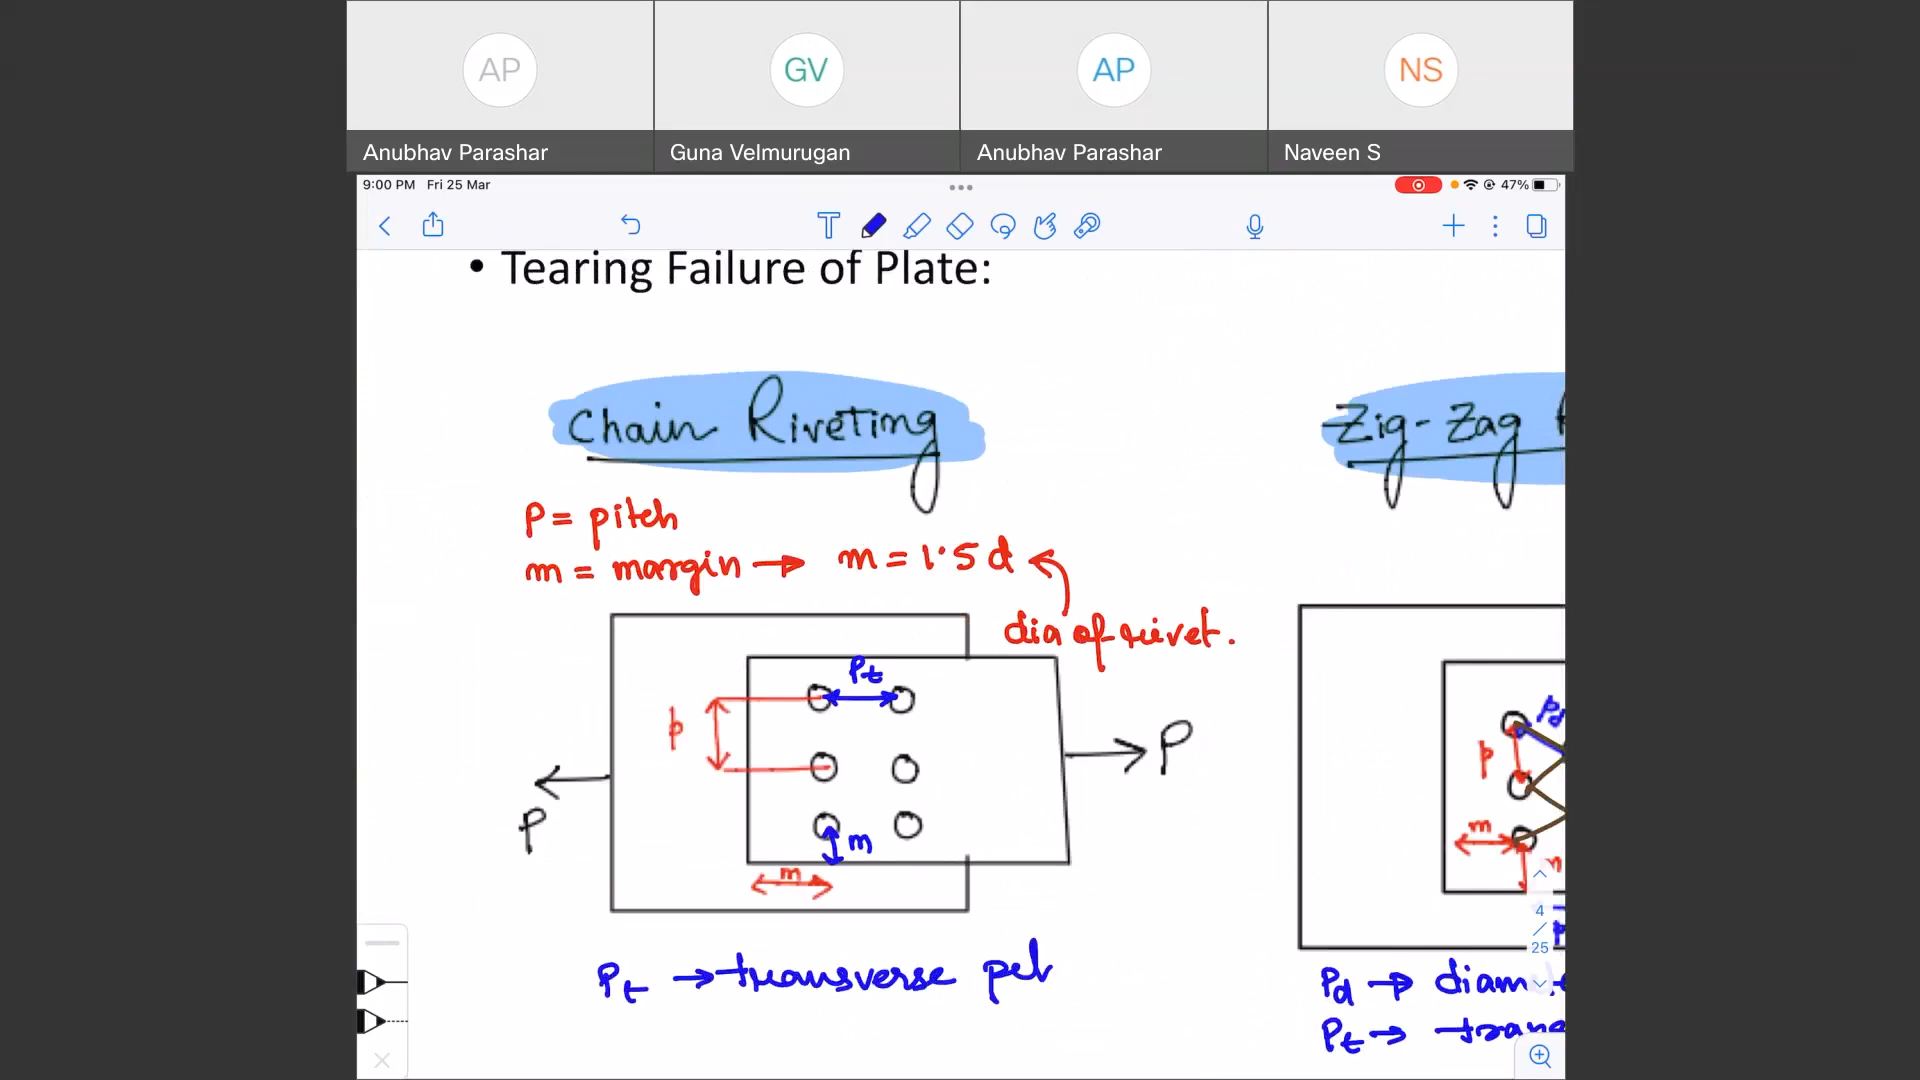 AP
GV
AP
NS
Anubhav Parashar
Guna Velmurugan
Anubhav Parashar
Naveen S
9:00 PM Fri 25 Mar
47%
• Tearing Failure of Plate:
Chain Riveting
Zig-Zag
P = pitch
m = margin → m = 1.5 d
dia of rivet.
Pt
p
P
P
m
m
Pd
p
m
4
/
25
Pt → transverse
Pd →
Pt →